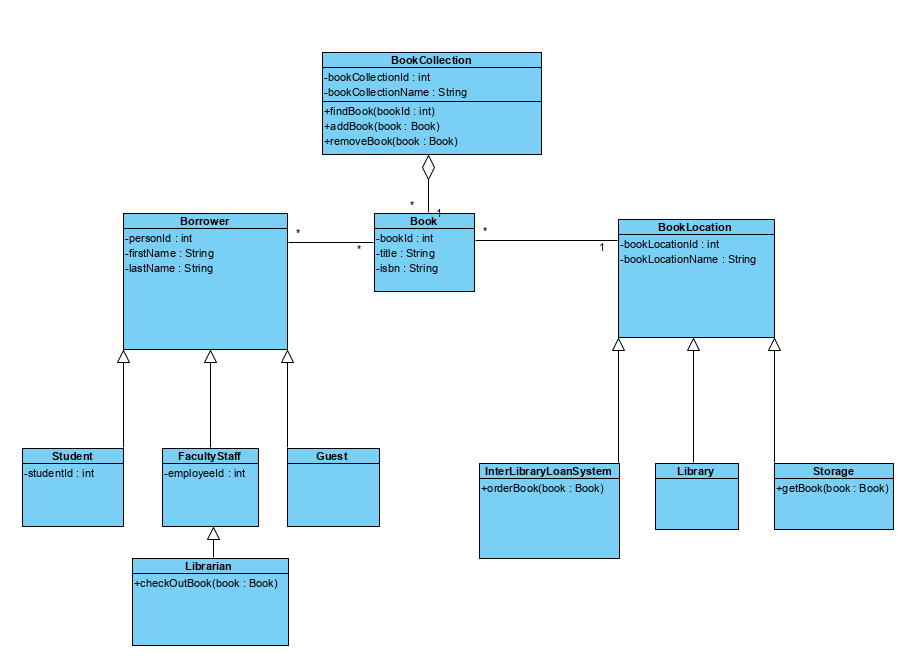 BookCollection
-bookCollectionId : int
-bookCollectionName : String
+findBook(bookId : int)
+addBook(book : Book)
+removeBook(book : Book)
*
1
Borrower
-personId : int
-firstName : String
-lastName : String
*
*
Book
-bookId : int
-title : String
-isbn : String
*
1
BookLocation
-bookLocationId : int
-bookLocationName : String
Student
-studentId : int
FacultyStaff
-employeeId : int
Guest
Librarian
+checkOutBook(book : Book)
InterLibraryLoanSystem
+orderBook(book : Book)
Library
Storage
+getBook(book : Book)